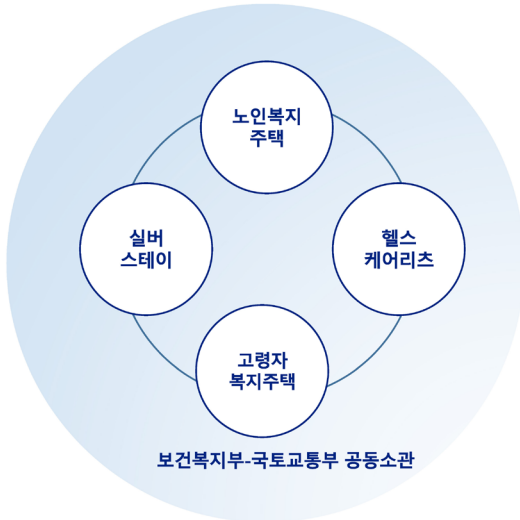 노인복지
주택
실버
스테이
헬스
케어리츠
고령자
복지주택
보건복지부-국토교통부 공동소관